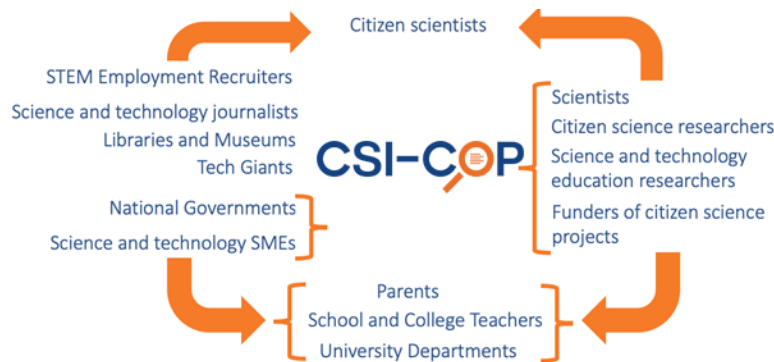 Citizen scientists
STEM Employment Recruiters
Science and technology journalists
Libraries and Museums
Tech Giants
National Governments
Science and technology SMEs
CSI-COP
Scientists
Citizen science researchers
Science and technology
education researchers
Funders of citizen science
projects
Parents
School and College Teachers
University Departments